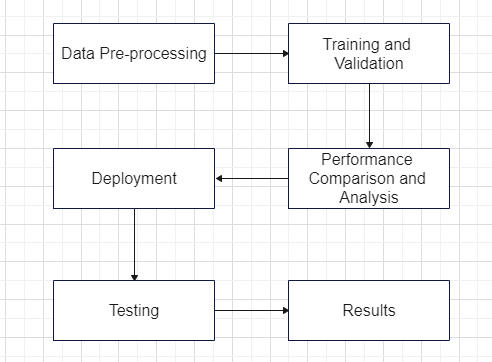 Data Pre-processing
Training and
Validation
Performance
Comparison and
Analysis
Deployment
Testing
Results